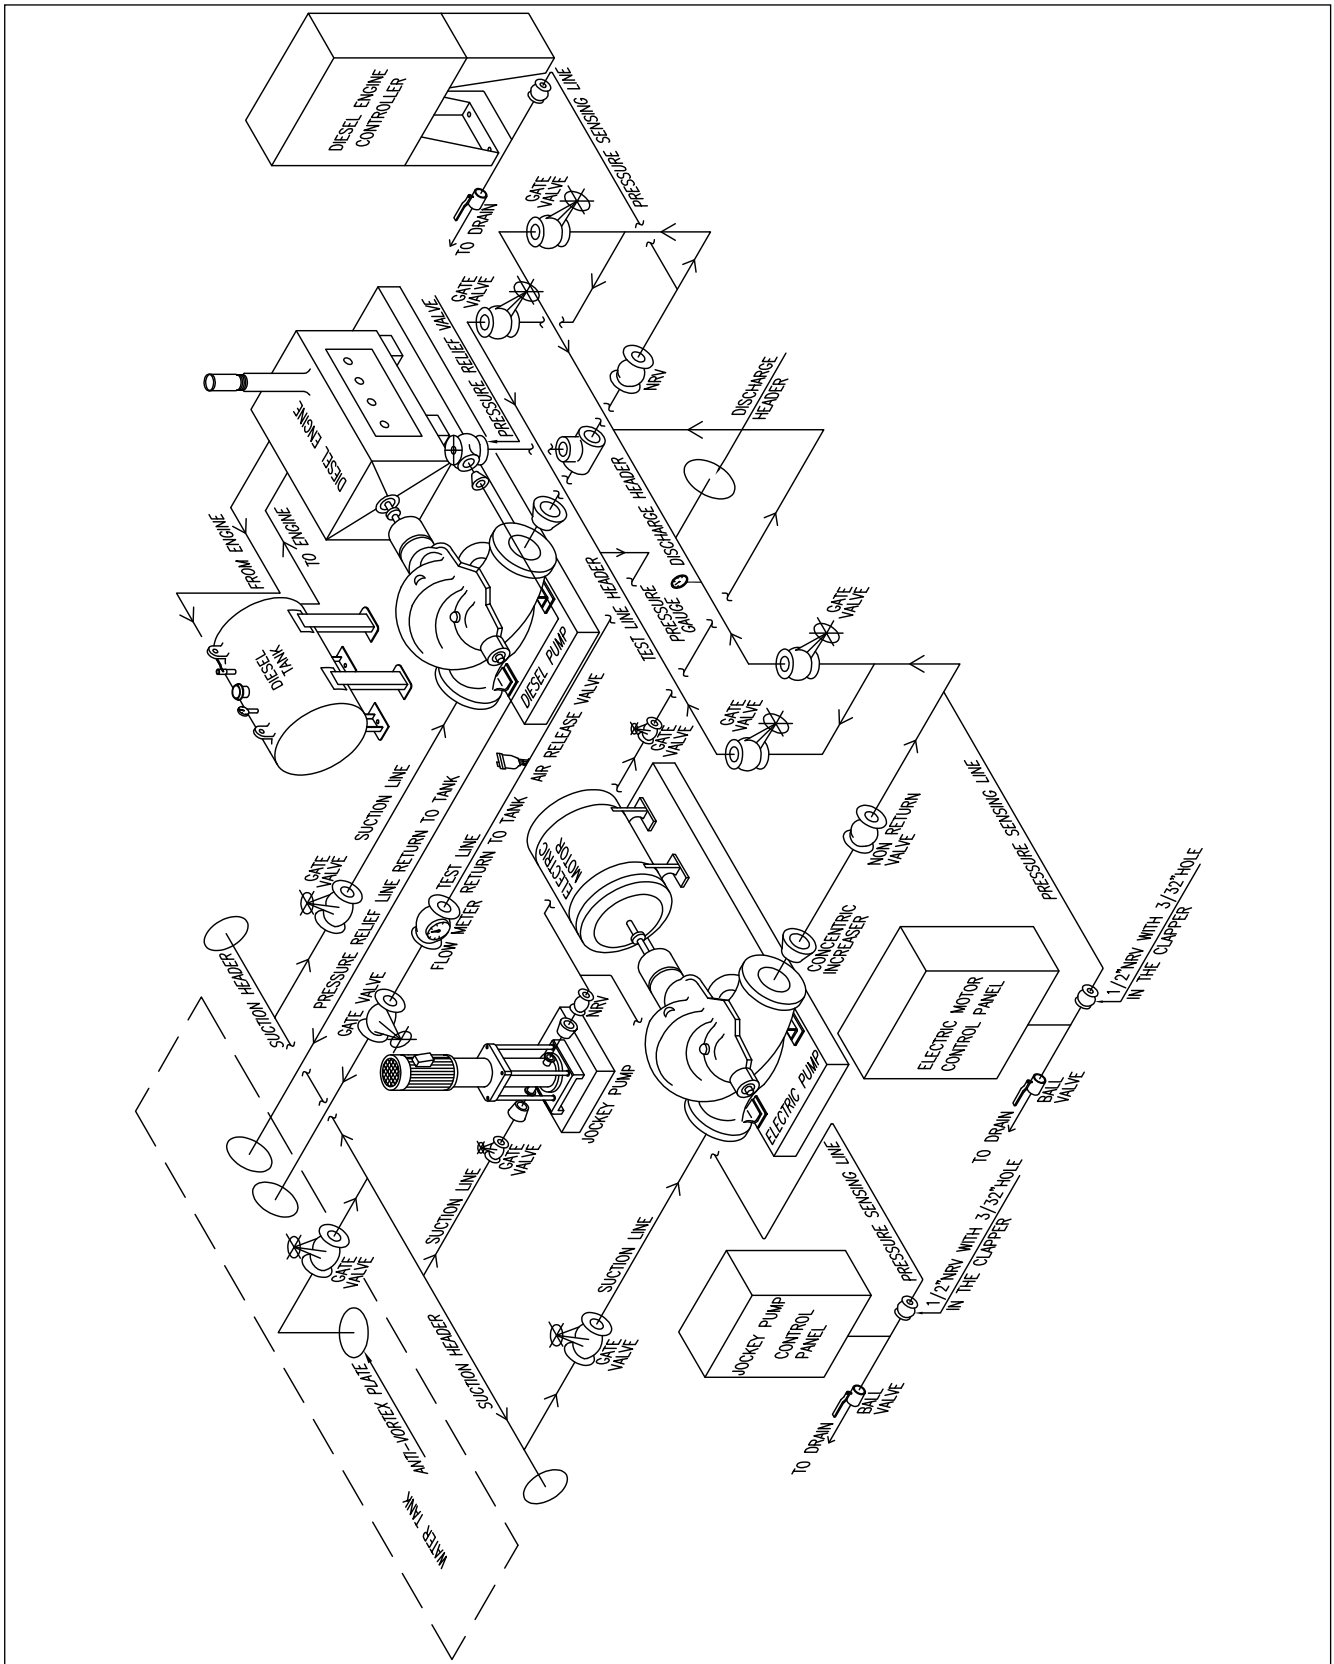 DIESEL ENGINE
CONTROLLER
PRESSURE SENSING LINE
TO DRAIN
GATE
VALVE
GATE
VALVE
PRESSURE RELIEF VALVE
NRV
DISCHARGE
HEADER
DIESEL ENGINE
FROM ENGINE
TO ENGINE
DIESEL
TANK
DISCHARGE HEADER
TEST LINE HEADER
PRESSURE
GAUGE
GATE
VALVE
GATE
VALVE
DIESEL PUMP
AIR RELEASE VALVE
GATE
VALVE
SUCTION LINE
GATE
VALVE
PRESSURE RELIEF LINE RETURN TO TANK
TEST LINE
RETURN TO TANK
FLOW METER
GATE VALVE
SUCTION HEADER
ELECTRIC
MOTOR
NON RETURN
VALVE
PRESSURE SENSING LINE
CONCENTRIC
INCREASER
1/2"NRV WITH 3/32"HOLE
IN THE CLAPPER
ELECTRIC MOTOR
CONTROL PANEL
BALL
VALVE
TO DRAIN
NRV
JOCKEY PUMP
ELECTRIC PUMP
GATE
VALVE
SUCTION LINE
PRESSURE SENSING LINE
1/2"NRV WITH 3/32"HOLE
IN THE CLAPPER
JOCKEY PUMP
CONTROL
PANEL
BALL
VALVE
TO DRAIN
SUCTION LINE
GATE
VALVE
GATE
VALVE
SUCTION HEADER
ANTI-VORTEX PLATE
WATER TANK